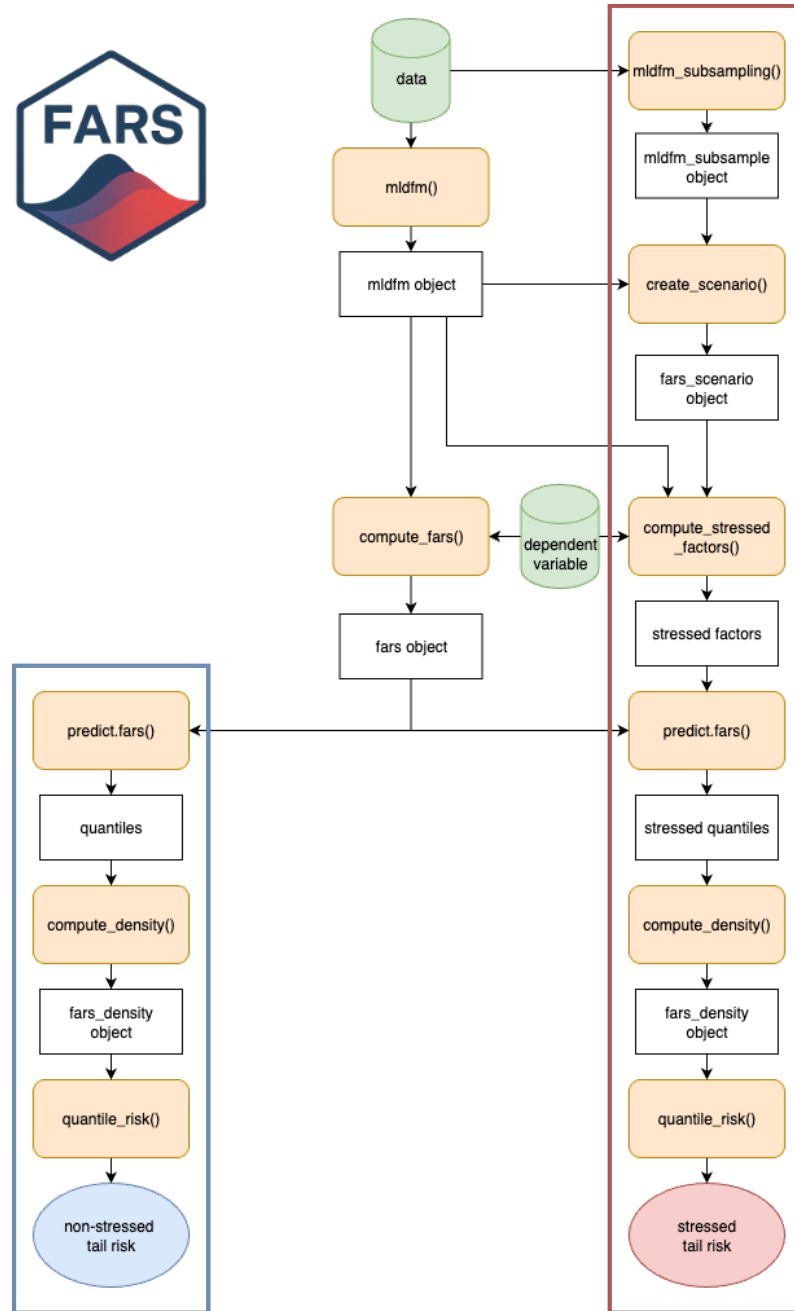 FARS
data
mldfm()
mldfm object
compute_fars()
dependent
variable
fars object
mldfm_subsampling()
mldfm_subsample
object
create_scenario()
fars_scenario
object
compute_stressed
_factors()
stressed factors
predict.fars()
quantiles
compute_density()
fars_density
object
quantile_risk()
non-stressed
tail risk
predict.fars()
stressed quantiles
compute_density()
fars_density
object
quantile_risk()
stressed
tail risk